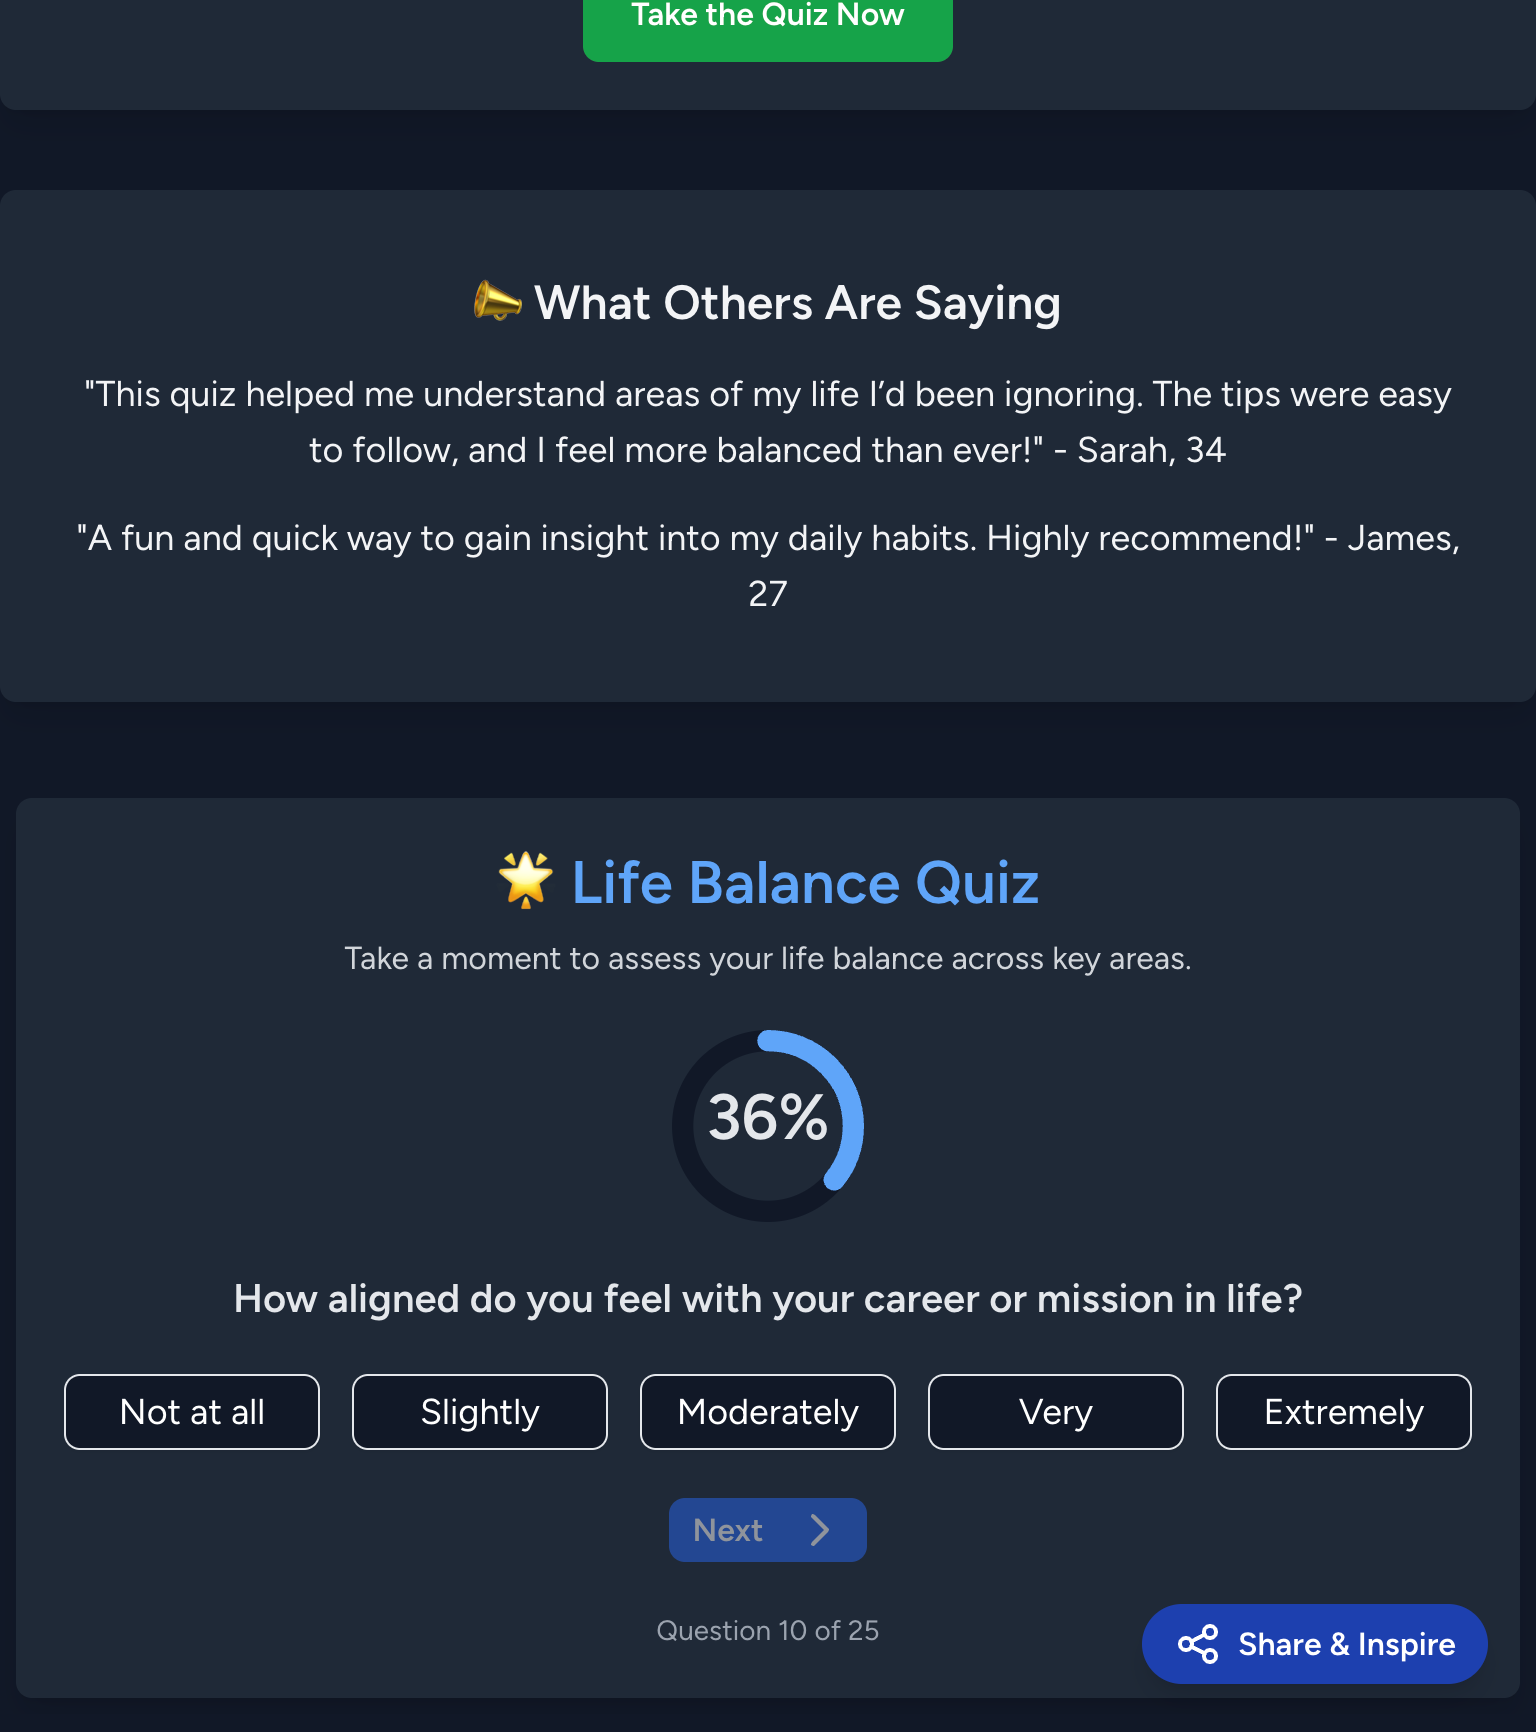 Take the Quiz Now
What Others Are Saying
"This quiz helped me understand areas of my life I’d been ignoring. The tips were easy
to follow, and I feel more balanced than ever!" - Sarah, 34
"A fun and quick way to gain insight into my daily habits. Highly recommend!" - James,
27
Life Balance Quiz
Take a moment to assess your life balance across key areas.
36%
How aligned do you feel with your career or mission in life?
Not at all
Slightly
Moderately
Very
Extremely
Next
Question 10 of 25
Share & Inspire